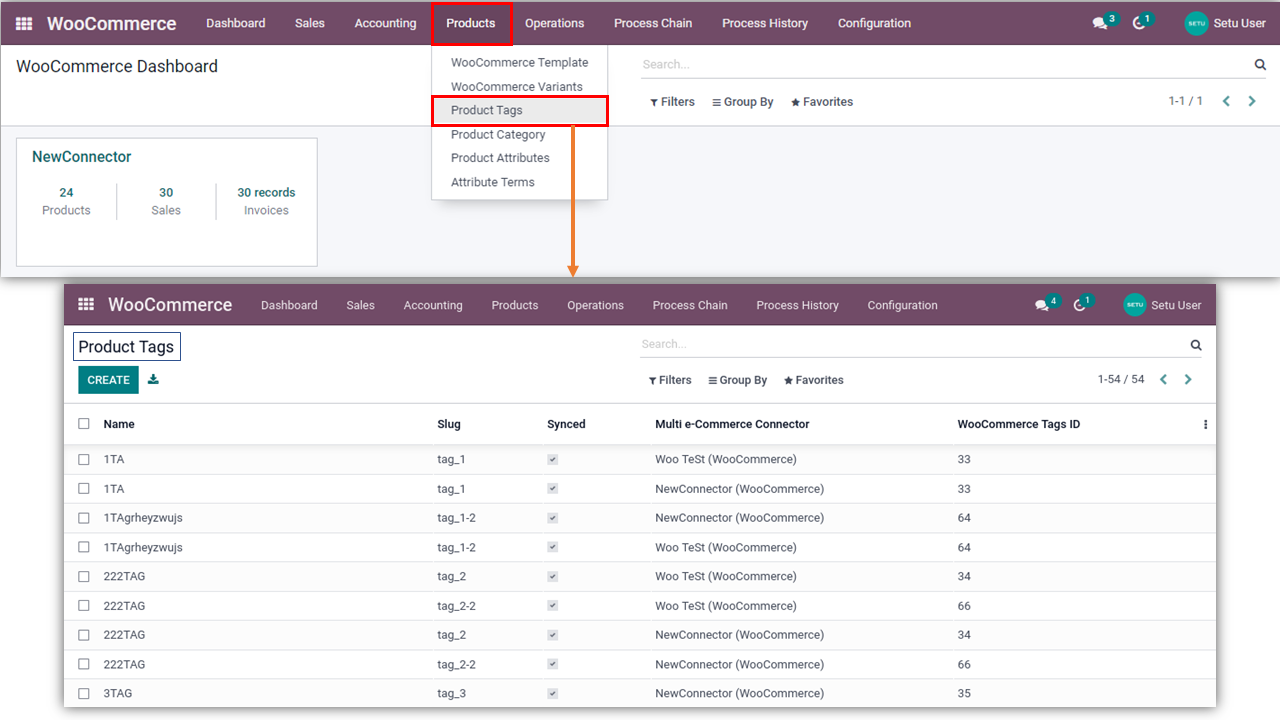 WooCommerce Dashboard Sales Accounting Products Operations Process Chain Process History Configuration 3 1 SETU Setu User
WooCommerce Dashboard
WooCommerce Template
WooCommerce Variants
Product Tags
Product Category
Product Attributes
Attribute Terms
Search...
Filters Group By Favorites 1-1 / 1
NewConnector
24 30 30 records
Products Sales Invoices
WooCommerce Dashboard Sales Accounting Products Operations Process Chain Process History Configuration 4 1 SETU Setu User
Product Tags Search...
CREATE Filters Group By Favorites 1-54 / 54
Name Slug Synced Multi e-Commerce Connector WooCommerce Tags ID
1TA tag_1 Woo TeSt (WooCommerce) 33
1TA tag_1 NewConnector (WooCommerce) 33
1TAgrheyzwujs tag_1-2 NewConnector (WooCommerce) 64
1TAgrheyzwujs tag_1-2 Woo TeSt (WooCommerce) 64
222TAG tag_2 Woo TeSt (WooCommerce) 34
222TAG tag_2-2 Woo TeSt (WooCommerce) 66
222TAG tag_2 NewConnector (WooCommerce) 34
222TAG tag_2-2 NewConnector (WooCommerce) 66
3TAG tag_3 NewConnector (WooCommerce) 35